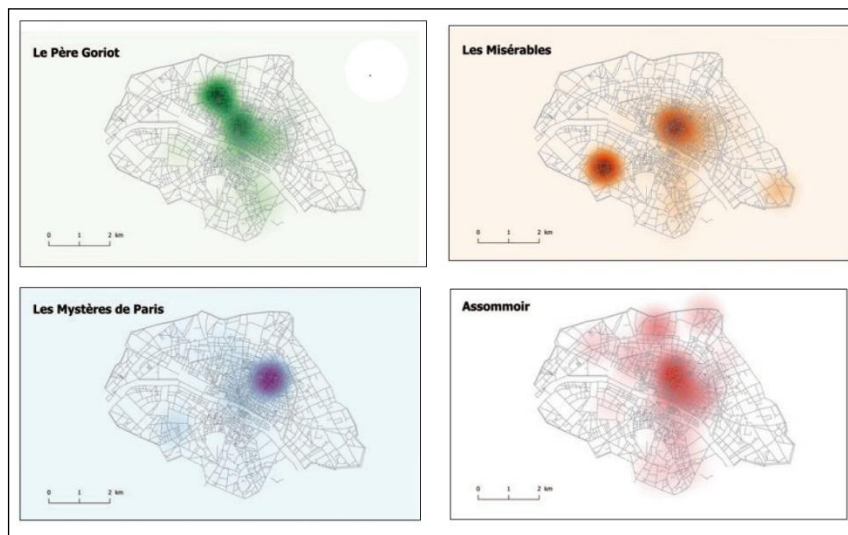 Le Père Goriot
0 1 2 km
Les Misérables
0 1 2 km
Les Mystères de Paris
0 1 2 km
Assommoir
0 1 2 km